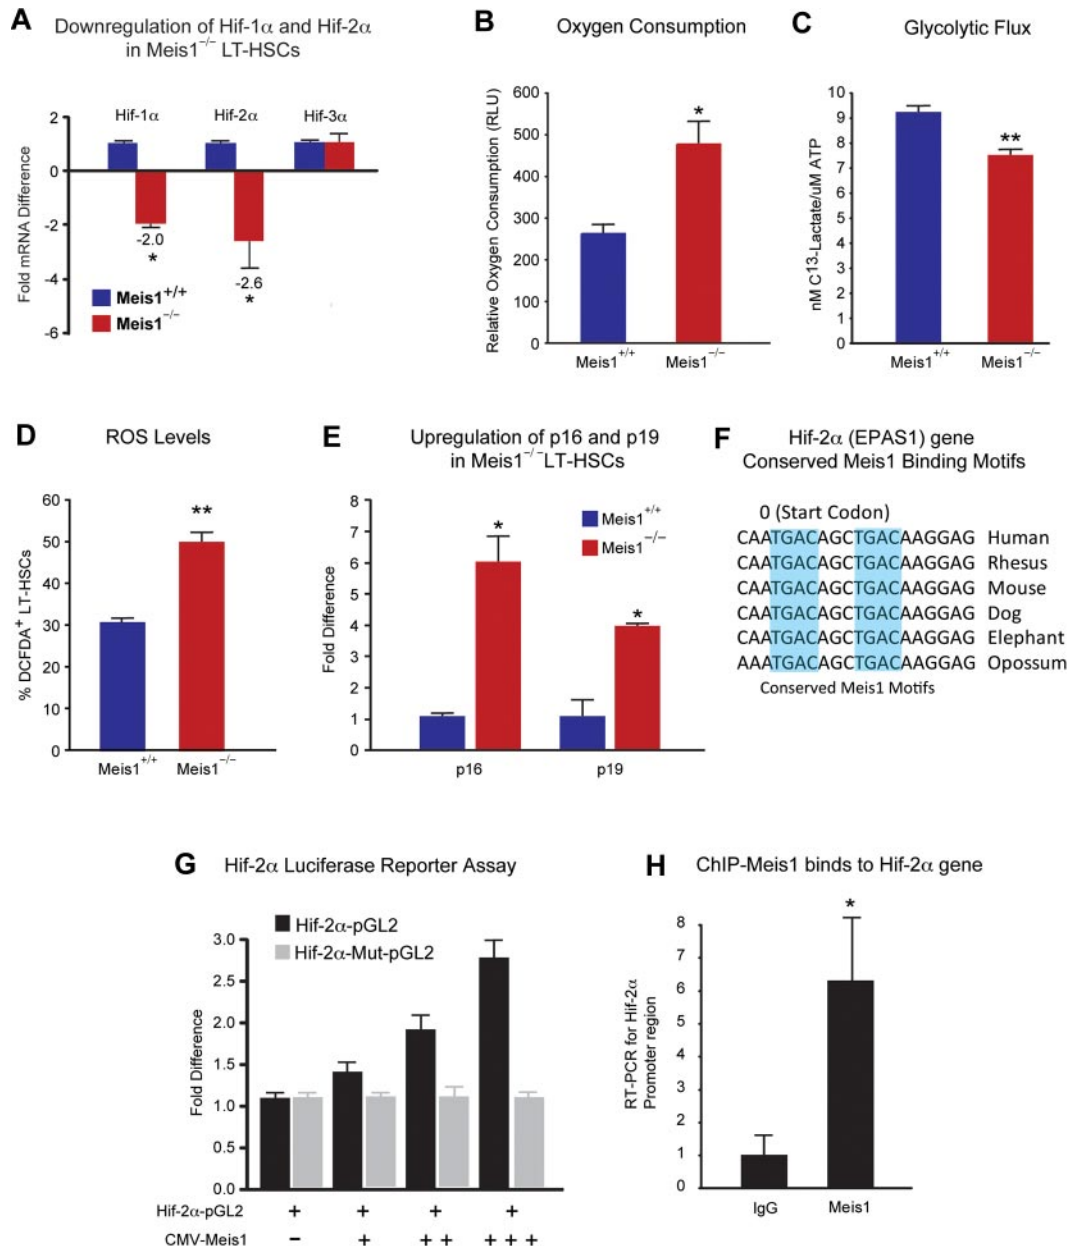 A
Downregulation of Hif-1α and Hif-2α
in Meis1−/− LT-HSCs
Fold mRNA Difference
2
0
-2
-4
-6
Hif-1α
Hif-2α
Hif-3α
-2.0
*
-2.6
*
Meis1+/+
Meis1−/−
B
Oxygen Consumption
Relative Oxygen Consumption (RLU)
600
500
400
300
200
100
0
*
Meis1+/+
Meis1−/−
C
Glycolytic Flux
nM C13-Lactate/uM ATP
10
9
8
7
6
5
4
3
2
1
0
**
Meis1+/+
Meis1−/−
D
ROS Levels
% DCFDA+ LT-HSCs
60
50
40
30
20
10
0
**
Meis1+/+
Meis1−/−
E
Upregulation of p16 and p19
in Meis1−/−LT-HSCs
Fold Difference
8
7
6
5
4
3
2
1
0
*
*
Meis1+/+
Meis1−/−
p16
p19
F
Hif-2α (EPAS1) gene
Conserved Meis1 Binding Motifs
0 (Start Codon)
CAATGACAGCTGACAAGGAG Human
CAATGACAGCTGACAAGGAG Rhesus
CAATGACAGCTGACAAGGAG Mouse
CAATGACAGCTGACAAGGAG Dog
CAATGACAGCTGACAAGGAG Elephant
AAATGACAGCTGACAAGGAG Opossum
Conserved Meis1 Motifs
G
Hif-2α Luciferase Reporter Assay
Hif-2α-pGL2
Hif-2α-Mut-pGL2
Fold Difference
3.0
2.5
2.0
1.5
1.0
0.5
0.0
Hif-2α-pGL2 + + + +
CMV-Meis1 − + + + + + +
H
ChIP-Meis1 binds to Hif-2α gene
RT-PCR for Hif-2α
Promoter region
8
7
6
5
4
3
2
1
0
*
IgG
Meis1